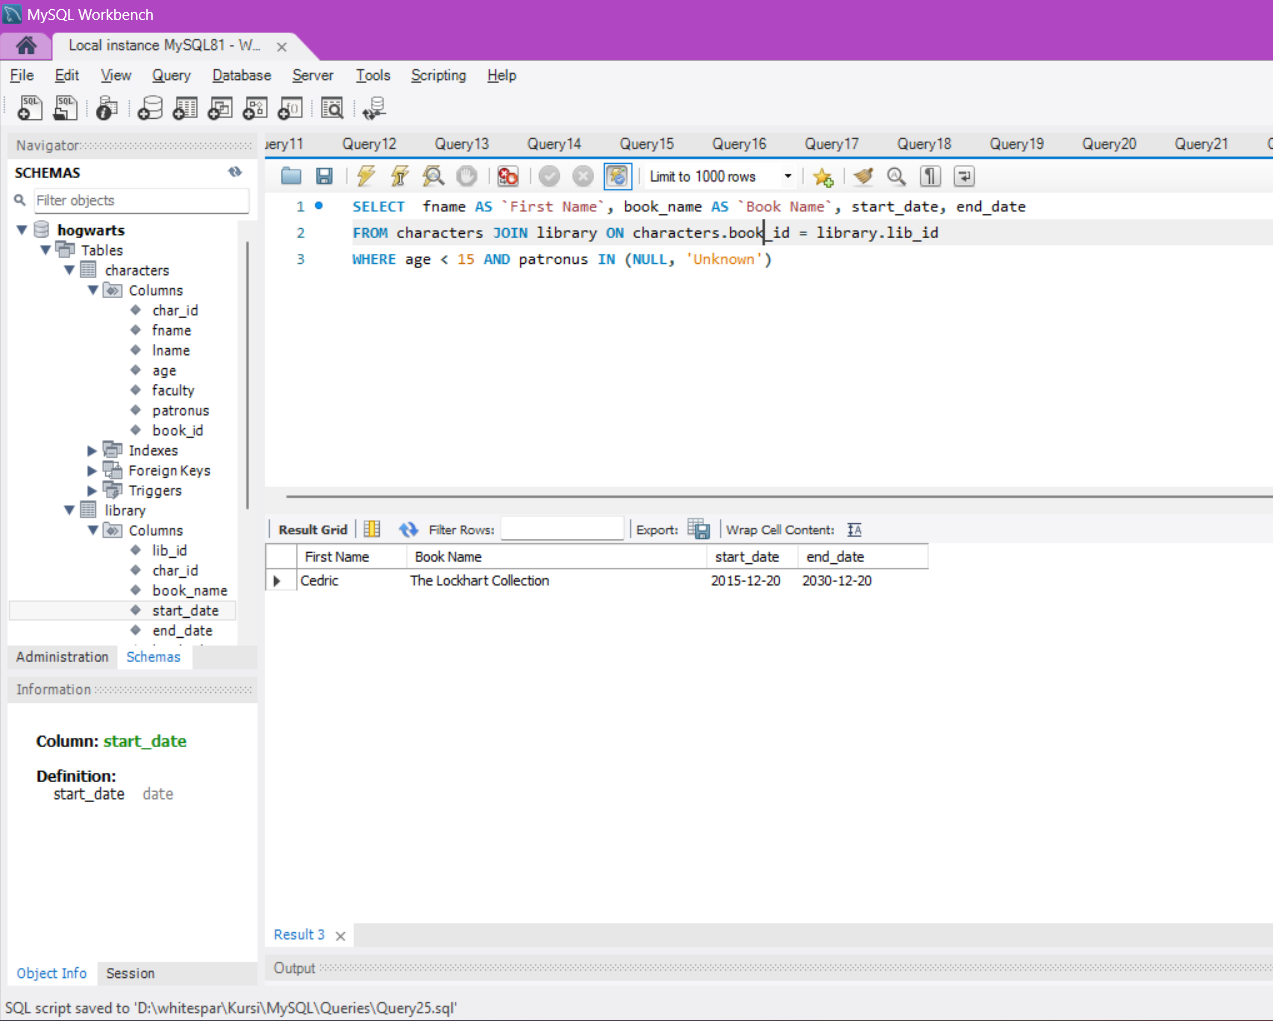 MySQL Workbench
Local instance MySQL81 - W...
File Edit View Query Database Server Tools Scripting Help
Navigator
uery11 Query12 Query13 Query14 Query15 Query16 Query17 Query18 Query19 Query20 Query21
SCHEMAS
Limit to 1000 rows
Filter objects
1 SELECT fname AS `First Name`, book_name AS `Book Name`, start_date, end_date
2 FROM characters JOIN library ON characters.book_id = library.lib_id
3 WHERE age < 15 AND patronus IN (NULL, 'Unknown')
hogwarts
Tables
characters
Columns
char_id
fname
lname
age
faculty
patronus
book_id
Indexes
Foreign Keys
Triggers
library
Columns
lib_id
char_id
book_name
start_date
end_date
Administration Schemas
Result Grid Filter Rows: Export: Wrap Cell Content:
First Name Book Name start_date end_date
Cedric The Lockhart Collection 2015-12-20 2030-12-20
Information
Column: start_date
Definition:
start_date date
Result 3
Object Info Session
Output
SQL script saved to 'D:\whitespar\Kursi\MySQL\Queries\Query25.sql'